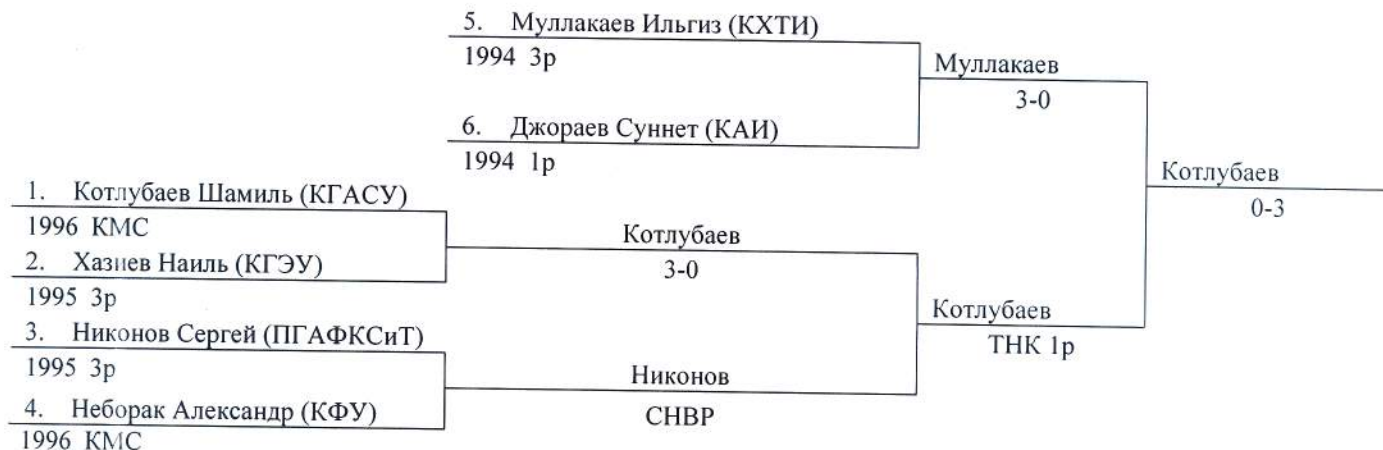 5. Муллакаев Ильгиз (КХТИ)
1994 3р
Муллакаев
3-0
6. Джораев Суннет (КАИ)
1994 1р
Котлубаев
0-3
1. Котлубаев Шамиль (КГАСУ)
1996 КМС
Котлубаев
3-0
2. Хазиев Наиль (КГЭУ)
1995 3р
Котлубаев
ТНК 1р
3. Никонов Сергей (ПГАФКСиТ)
1995 3р
Никонов
СНВР
4. Неборак Александр (КФУ)
1996 КМС